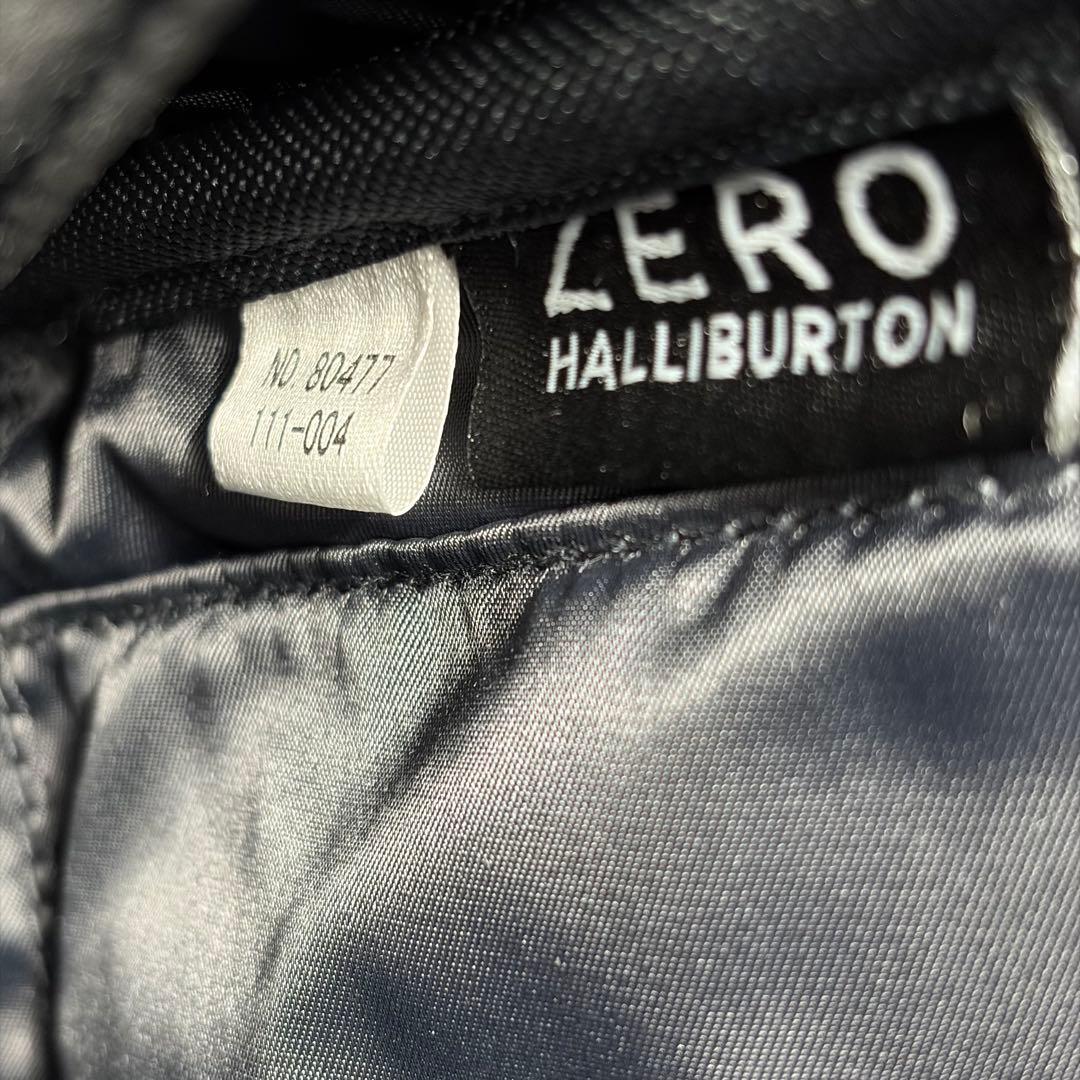 NO 80477
111-004
ZERO
HALLIBURTON